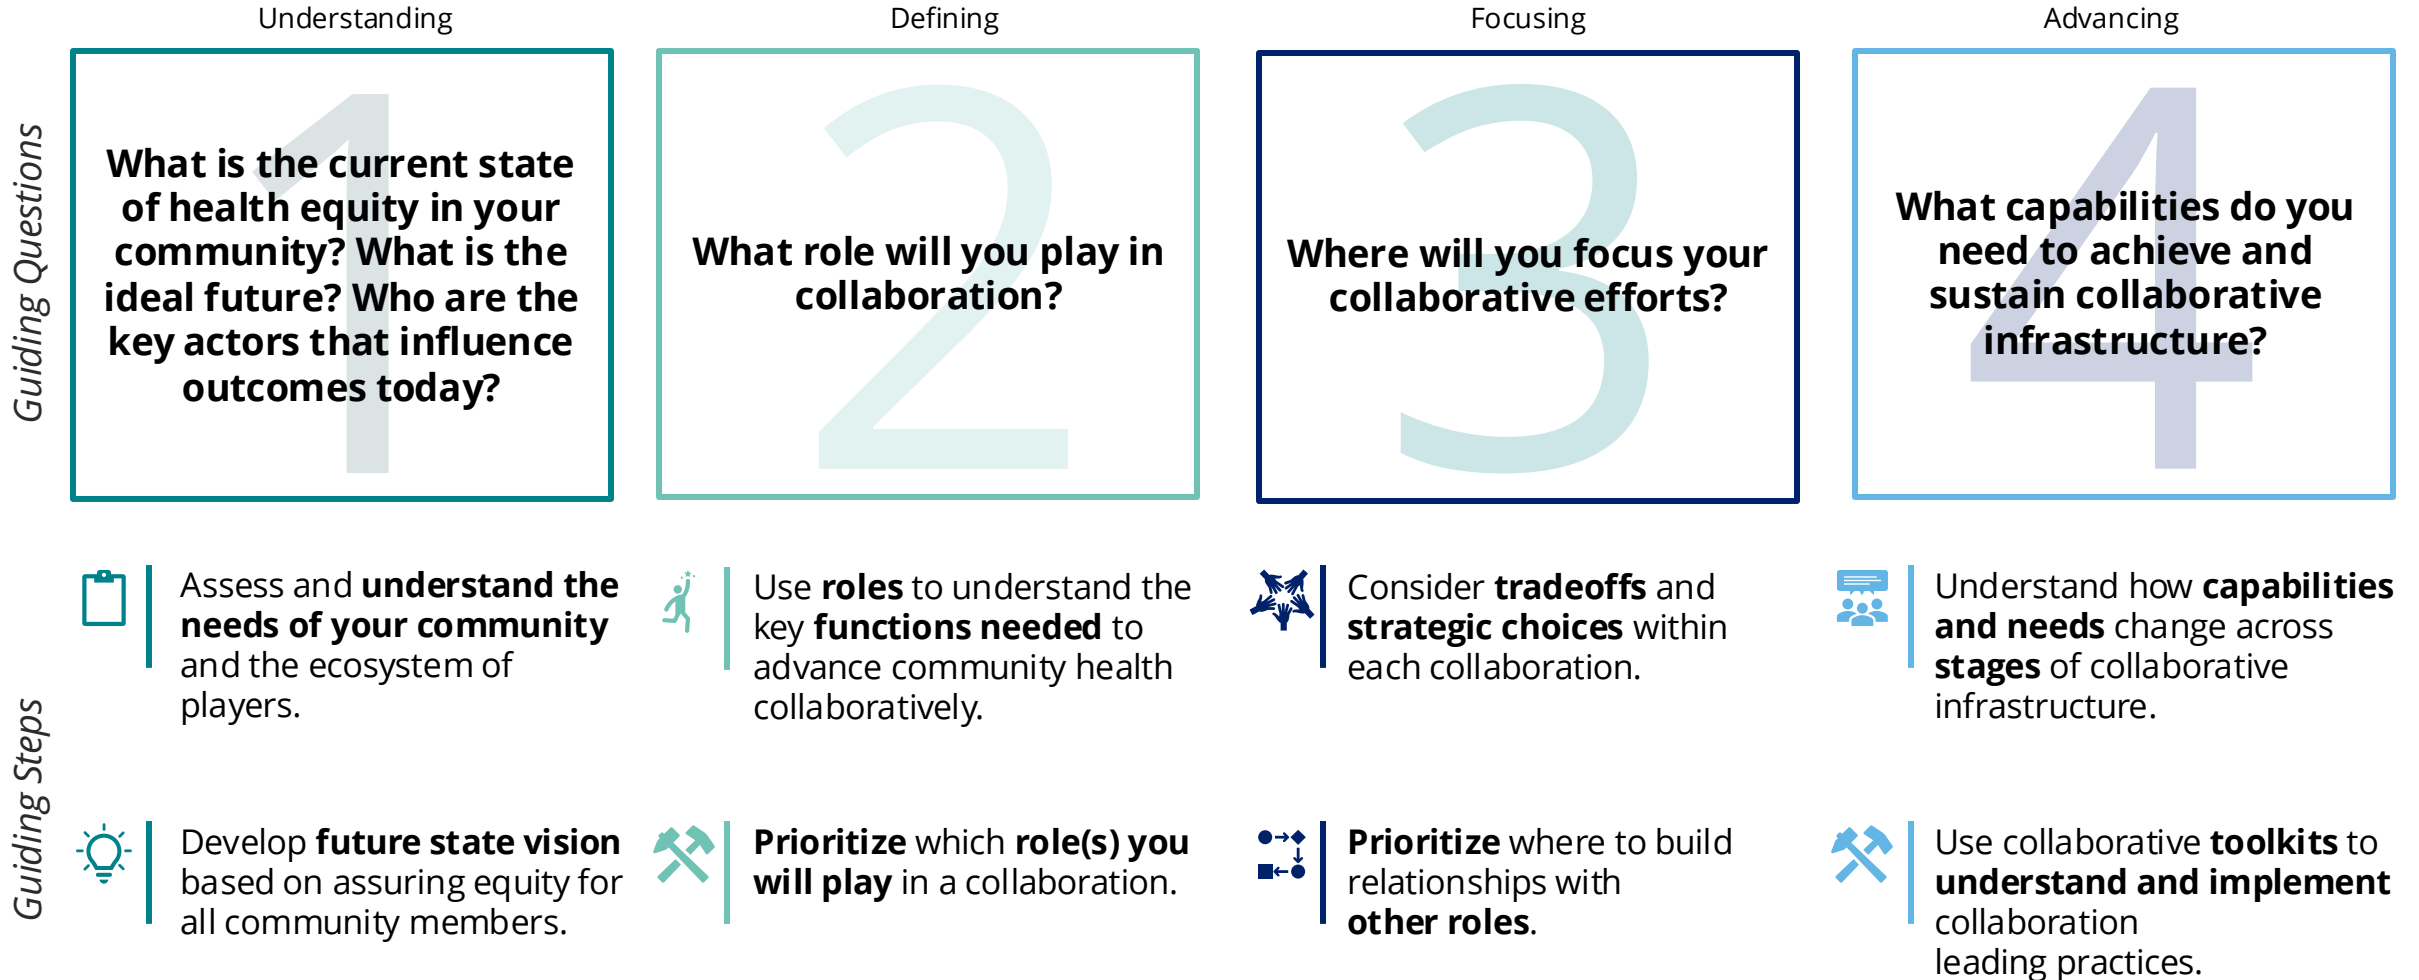 Understanding
Defining
Focusing
Advancing
Guiding Questions
1
What is the current state
of health equity in your
community? What is the
ideal future? Who are the
key actors that influence
outcomes today?
2
What role will you play in
collaboration?
3
Where will you focus your
collaborative efforts?
4
What capabilities do you
need to achieve and
sustain collaborative
infrastructure?
Guiding Steps
Assess and understand the
needs of your community
and the ecosystem of
players.
Use roles to understand the
key functions needed to
advance community health
collaboratively.
Consider tradeoffs and
strategic choices within
each collaboration.
Understand how capabilities
and needs change across
stages of collaborative
infrastructure.
Develop future state vision
based on assuring equity for
all community members.
Prioritize which role(s) you
will play in a collaboration.
Prioritize where to build
relationships with
other roles.
Use collaborative toolkits to
understand and implement
collaboration
leading practices.